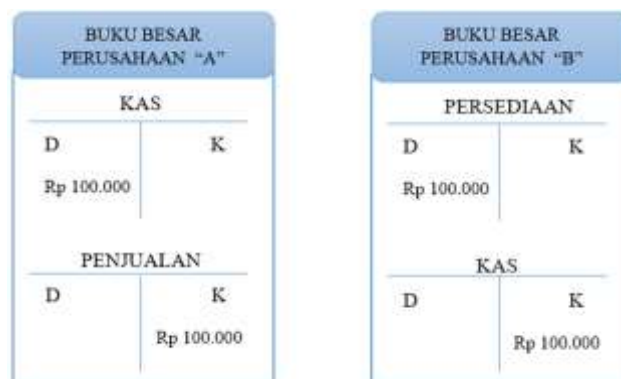 BUKU BESAR
PERUSAHAAN “A”
KAS
D K
Rp 100.000
PENJUALAN
D K
Rp 100.000
BUKU BESAR
PERUSAHAAN “B”
PERSEDIAAN
D K
Rp 100.000
KAS
D K
Rp 100.000